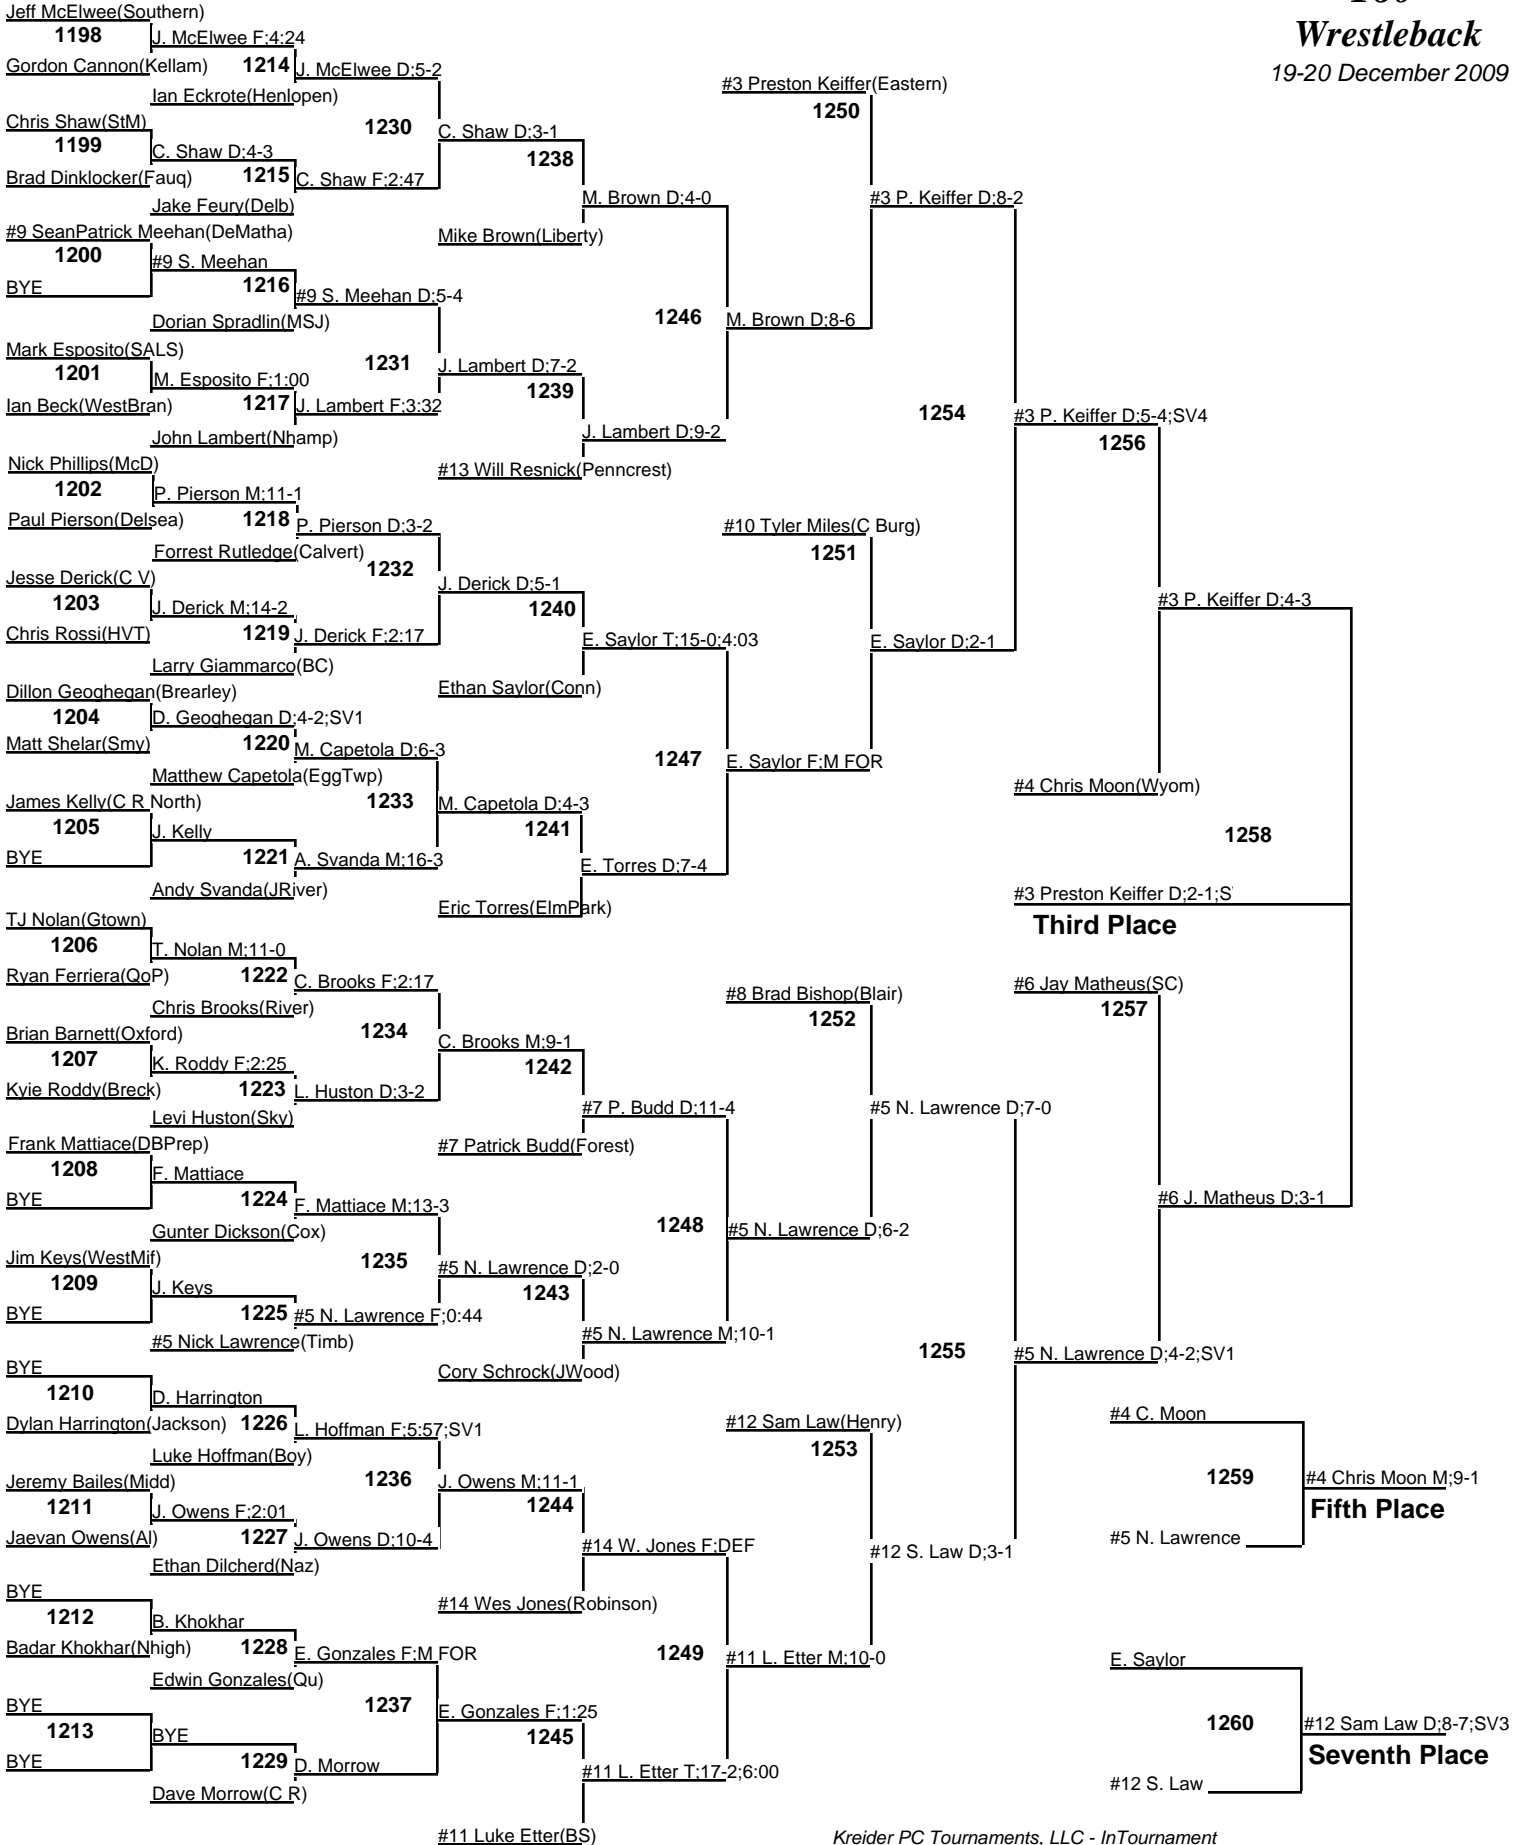 Wrestleback
19-20 December 2009
Jeff McElwee(Southern)
1198
J. McElwee F;4:24
Gordon Cannon(Kellam)
1214
J. McElwee D;5-2
Ian Eckrote(Henlopen)
Chris Shaw(StM)
1230
C. Shaw D;3-1
1199
C. Shaw D;4-3
1238
Brad Dinklocker(Fauq)
1215
C. Shaw F;2:47
Jake Feury(Delb)
M. Brown D;4-0
#9 SeanPatrick Meehan(DeMatha)
Mike Brown(Liberty)
1200
#9 S. Meehan
BYE
1216
#9 S. Meehan D;5-4
Dorian Spradlin(MSJ)
1246
M. Brown D;8-6
Mark Esposito(SALS)
1231
J. Lambert D;7-2
1201
M. Esposito F;1:00
1239
Ian Beck(WestBran)
1217
J. Lambert F;3:32
John Lambert(Nhamp)
J. Lambert D;9-2
#13 Will Resnick(Penncrest)
#3 Preston Keiffer(Eastern)
1250
#3 P. Keiffer D;8-2
1254
#3 P. Keiffer D;5-4;SV4
1256
Nick Phillips(McD)
1202
P. Pierson M;11-1
Paul Pierson(Delsea)
1218
P. Pierson D;3-2
Forrest Rutledge(Calvert)
1232
J. Derick D;5-1
Jesse Derick(C V)
1203
J. Derick M;14-2
1240
Chris Rossi(HVT)
1219
J. Derick F;2:17
E. Saylor T;15-0;4:03
Larry Giammarco(BC)
Ethan Saylor(Conn)
#10 Tyler Miles(C Burg)
1251
E. Saylor D;2-1
#3 P. Keiffer D;4-3
Dillon Geoghegan(Brearley)
1204
D. Geoghegan D;4-2;SV1
Matt Shelar(Smy)
1220
M. Capetola D;6-3
1247
E. Saylor F;M FOR
Matthew Capetola(EggTwp)
James Kelly(C R North)
1233
M. Capetola D;4-3
1205
J. Kelly
1241
BYE
1221
A. Svanda M;16-3
E. Torres D;7-4
Andy Svanda(JRiver)
Eric Torres(ElmPark)
#4 Chris Moon(Wyom)
1258
#3 Preston Keiffer D;2-1;S
Third Place
TJ Nolan(Gtown)
1206
T. Nolan M;11-0
Ryan Ferriera(QoP)
1222
C. Brooks F;2:17
Chris Brooks(River)
1234
C. Brooks M;9-1
Brian Barnett(Oxford)
1207
K. Roddy F;2:25
1242
Kyie Roddy(Breck)
1223
L. Huston D;3-2
Levi Huston(Sky)
#7 P. Budd D;11-4
#7 Patrick Budd(Forest)
#8 Brad Bishop(Blair)
1252
#5 N. Lawrence D;7-0
#6 Jay Matheus(SC)
1257
#6 J. Matheus D;3-1
Frank Mattiace(DBPrep)
1208
F. Mattiace
BYE
1224
F. Mattiace M;13-3
Gunter Dickson(Cox)
1248
#5 N. Lawrence D;6-2
Jim Keys(WestMif)
1235
#5 N. Lawrence D;2-0
1209
J. Keys
1243
BYE
1225
#5 N. Lawrence F;0:44
#5 Nick Lawrence(Timb)
#5 N. Lawrence M;10-1
Cory Schrock(JWood)
1255
#5 N. Lawrence D;4-2;SV1
BYE
1210
D. Harrington
Dylan Harrington(Jackson)
1226
L. Hoffman F;5:57;SV1
Luke Hoffman(Boy)
#12 Sam Law(Henry)
1253
#4 C. Moon
Jeremy Bailes(Midd)
1236
J. Owens M;11-1
1259
#4 Chris Moon M;9-1
1211
J. Owens F;2:01
1244
Fifth Place
Jaevan Owens(Al)
1227
J. Owens D;10-4
#14 W. Jones F;DEF
#12 S. Law D;3-1
#5 N. Lawrence
Ethan Dilcherd(Naz)
#14 Wes Jones(Robinson)
BYE
1212
B. Khokhar
Badar Khokhar(Nhigh)
1228
E. Gonzales F;M FOR
1249
#11 L. Etter M;10-0
Edwin Gonzales(Qu)
E. Saylor
BYE
1237
E. Gonzales F;1:25
1260
#12 Sam Law D;8-7;SV3
1213
BYE
1245
Seventh Place
BYE
1229
D. Morrow
#11 L. Etter T;17-2;6:00
Dave Morrow(C R)
#12 S. Law
#11 Luke Etter(BS)
Kreider PC Tournaments, LLC - InTournament